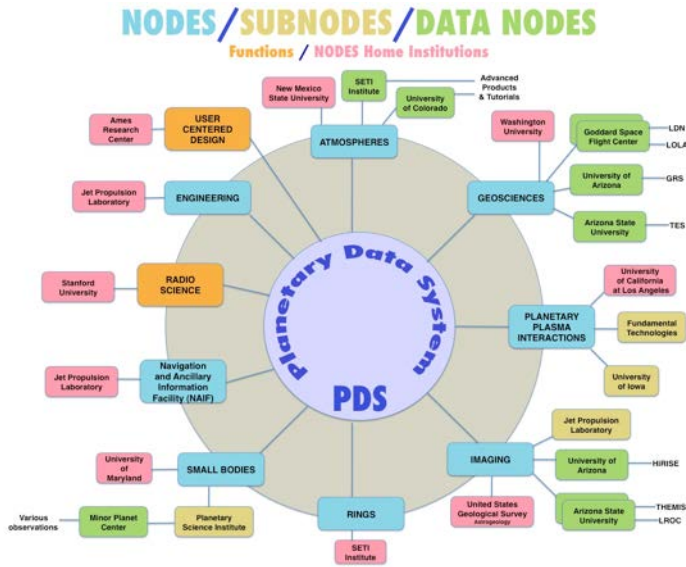 NODES/SUBNODES/DATA NODES
Functions / NODES Home Institutions
New Mexico
State University
SETI
Institute
Advanced
Products
& Tutorials
University
of Colorado
ATMOSPHERES
Ames
Research
Center
USER
CENTERED
DESIGN
Washington
University
Goddard Space
Flight Center
LDN
LOLA
Jet Propulsion
Laboratory
ENGINEERING
GEOSCIENCES
University of
Arizona
GRS
Arizona State
University
TES
Stanford
University
RADIO
SCIENCE
Planetary Data System
PDS
PLANETARY
PLASMA
INTERACTIONS
University
of California
at Los Angeles
Fundamental
Technologies
University
of Iowa
Jet Propulsion
Laboratory
Navigation
and Ancillary
Information
Facility (NAIF)
University
of
Maryland
SMALL BODIES
Various
observations
Minor Planet
Center
Planetary
Science Institute
RINGS
SETI
Institute
IMAGING
Jet Propulsion
Laboratory
University of
Arizona
HiRISE
United States
Geological Survey
Astrogeology
Arizona State
University
THEMIS
LROC